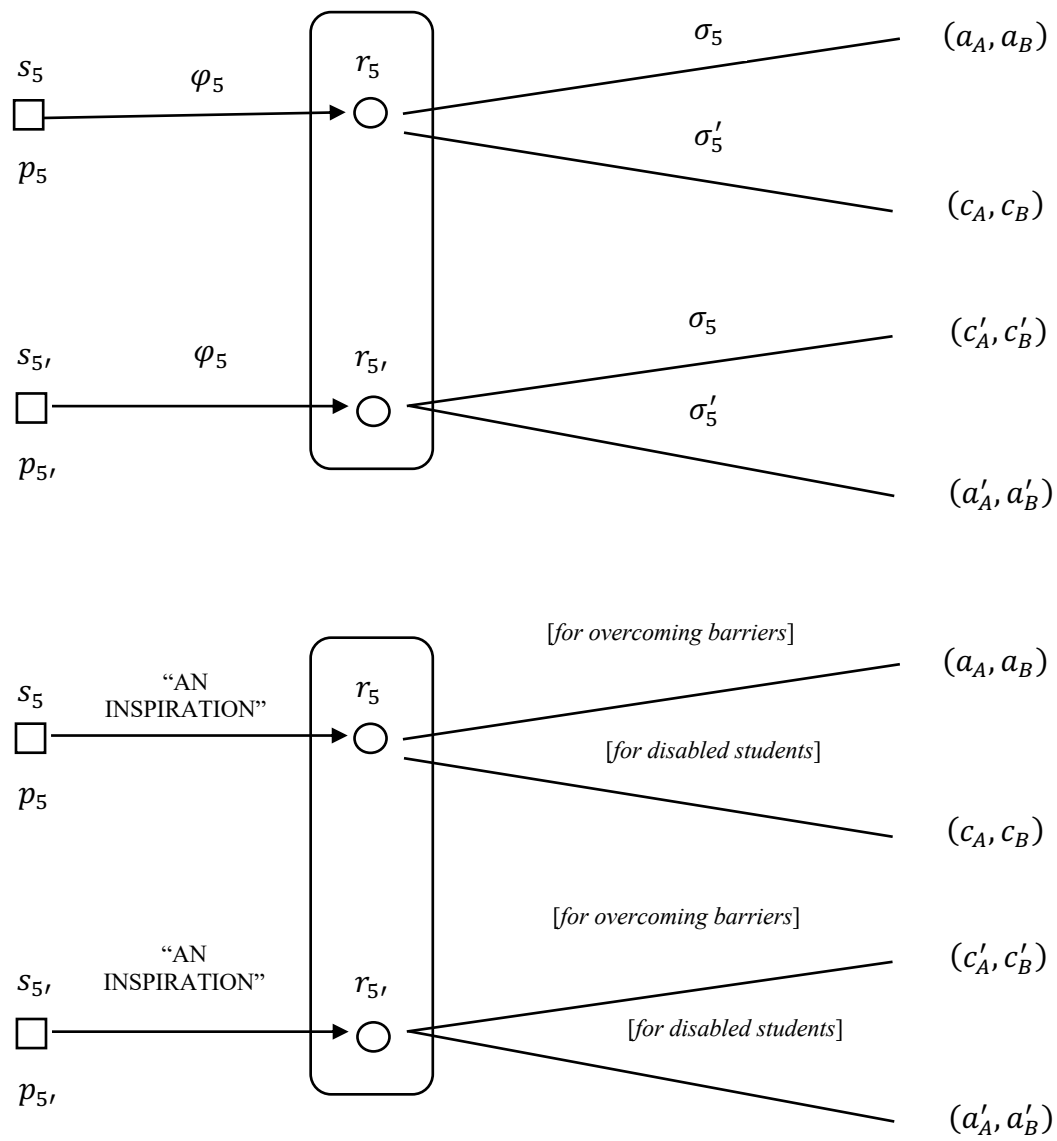 σ₅ (a_A, a_B)
s₅ φ₅ r₅
σ′₅
p₅
(c_A, c_B)
σ₅ (c′_A, c′_B)
s₅′ φ₅ r₅′
σ′₅
p₅′
(a′_A, a′_B)
[for overcoming barriers]
(a_A, a_B)
“AN
INSPIRATION”
s₅ r₅
[for disabled students]
p₅
(c_A, c_B)
[for overcoming barriers]
“AN
INSPIRATION”
(c′_A, c′_B)
s₅′ r₅′
[for disabled students]
p₅′
(a′_A, a′_B)